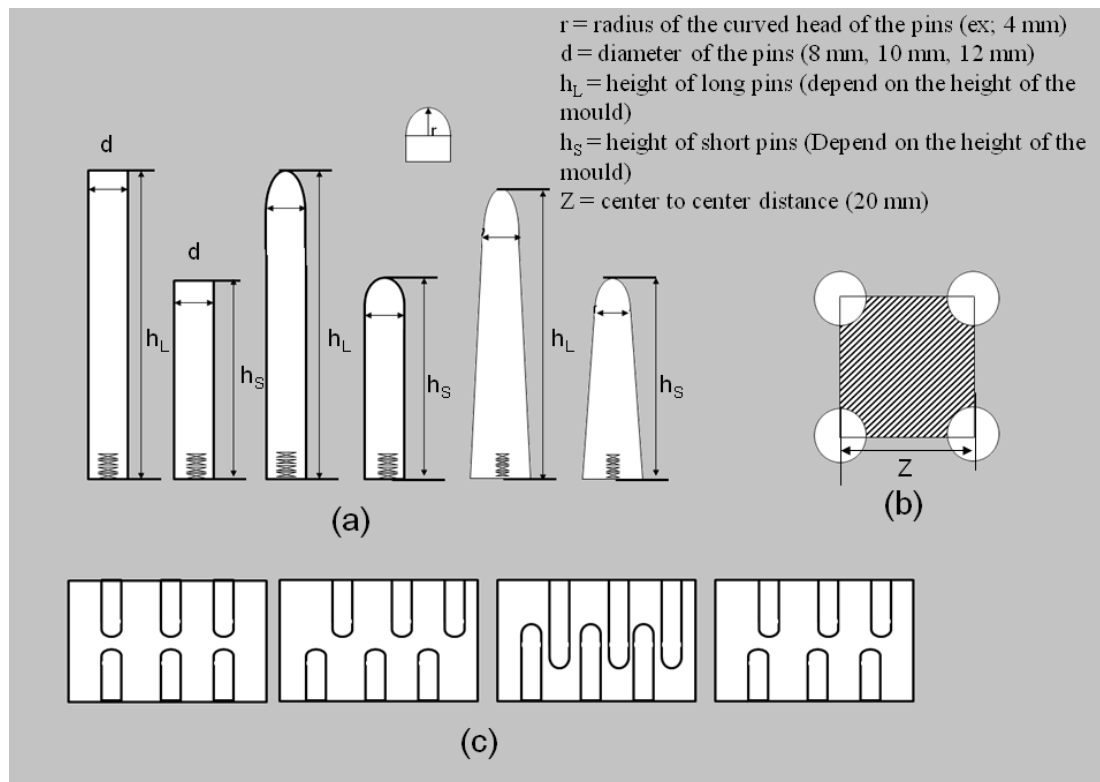 r = radius of the curved head of the pins (ex; 4 mm)
d = diameter of the pins (8 mm, 10 mm, 12 mm)
hL = height of long pins (depend on the height of the
mould)
hS = height of short pins (Depend on the height of the
mould)
Z = center to center distance (20 mm)
r
d
d
hL
hS
hL
hS
hL
hS
Z
(a)
(b)
(c)